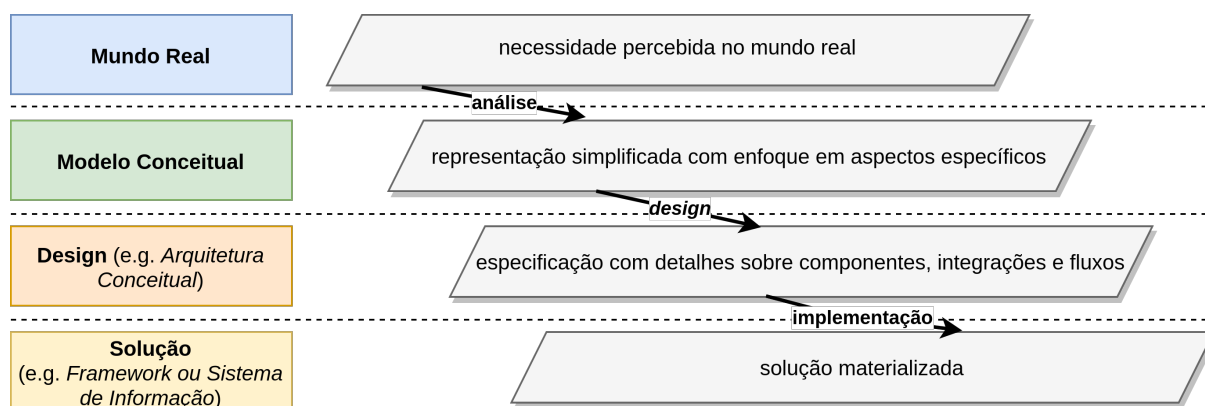 Mundo Real
necessidade percebida no mundo real
análise
Modelo Conceitual
representação simplificada com enfoque em aspectos específicos
design
Design (e.g. Arquitetura
Conceitual)
especificação com detalhes sobre componentes, integrações e fluxos
implementação
Solução
(e.g. Framework ou Sistema
de Informação)
solução materializada